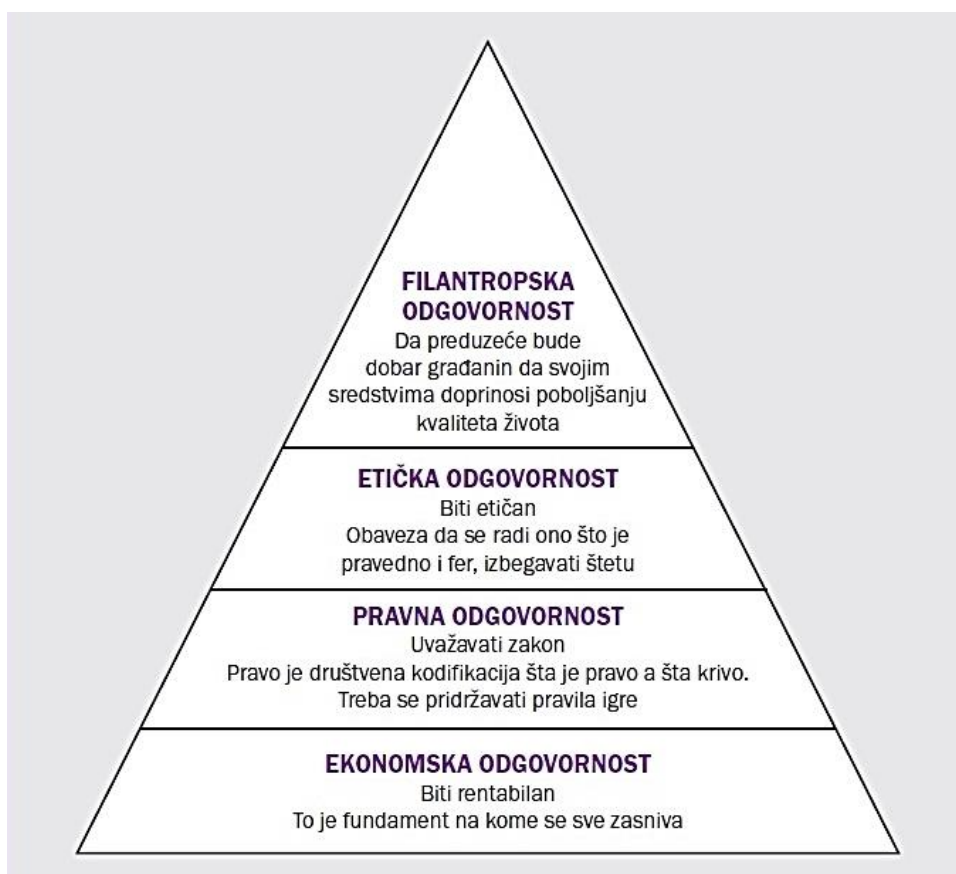 FILANTROPSKA
ODGOVORNOST
Da preduzeće bude
dobar građanin da svojim
sredstvima doprinosi poboljšanju
kvaliteta života
ETIČKA ODGOVORNOST
Biti etičan
Obaveza da se radi ono što je
pravedno i fer, izbegavati štetu
PRAVNA ODGOVORNOST
Uvažavati zakon
Pravo je društvena kodifikacija šta je pravo a šta krivo.
Treba se pridržavati pravila igre
EKONOMSKA ODGOVORNOST
Biti rentabilan
To je fundament na kome se sve zasniva